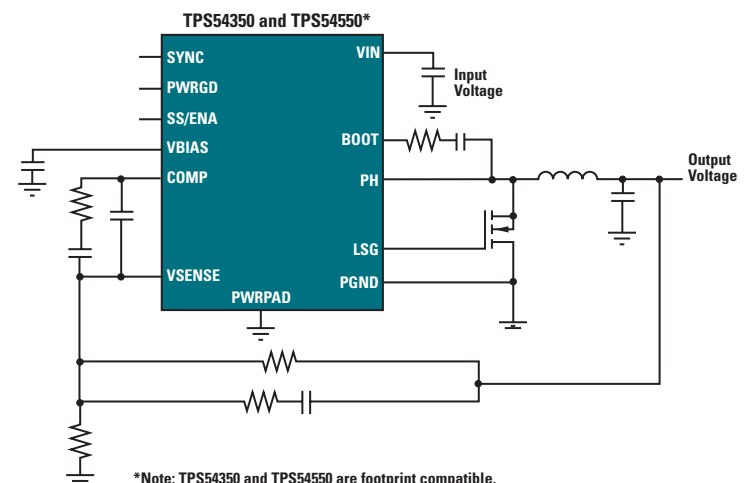 TPS54350 and TPS54550*
SYNC
PWRGD
SS/ENA
VBIAS
COMP
VSENSE
PWRPAD
VIN
BOOT
PH
LSG
PGND
Input
Voltage
Output
Voltage
*Note: TPS54350 and TPS54550 are footprint compatible.